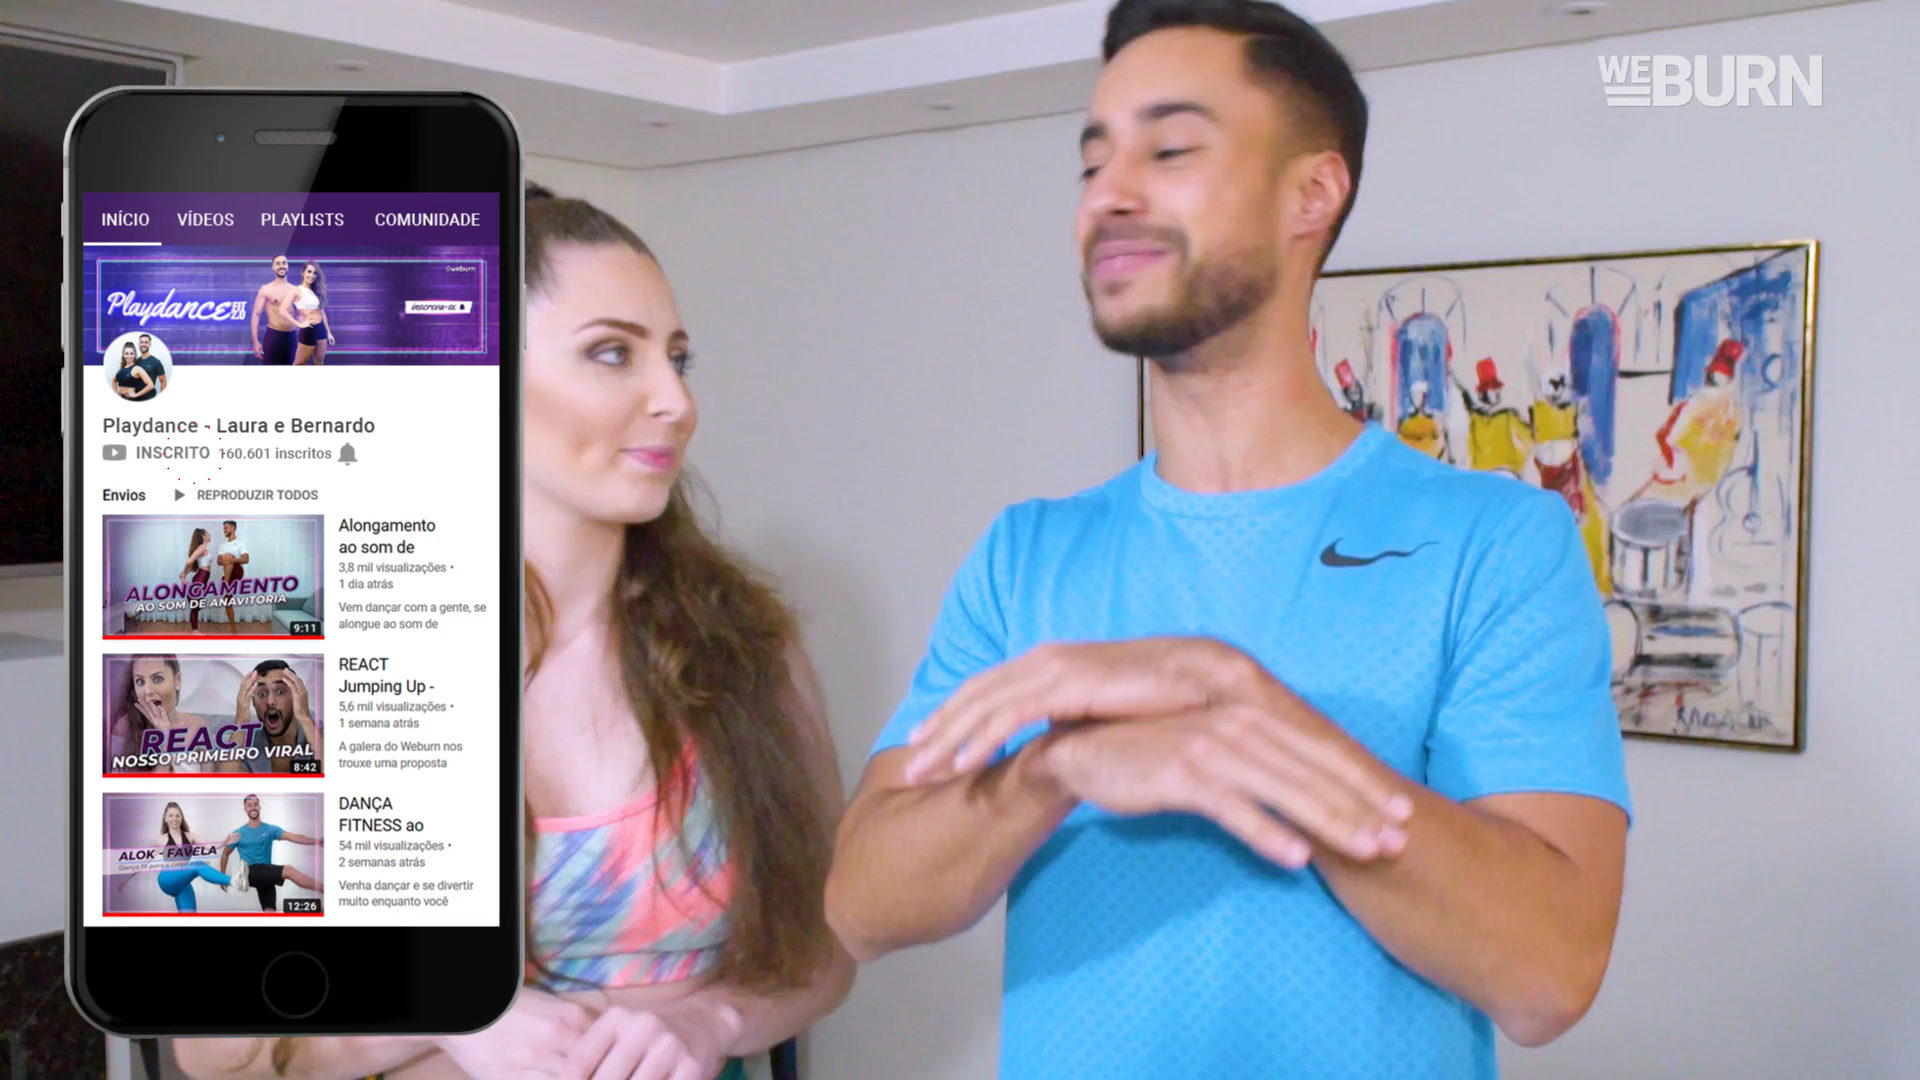 WEBURN
INÍCIO VÍDEOS PLAYLISTS COMUNIDADE
weburn
Playdance FIT 2.0
inscreva-se
Playdance - Laura e Bernardo
INSCRITO 160.601 inscritos
Envios REPRODUZIR TODOS
ALONGAMENTO
AO SOM DE ANAVITÓRIA
9:11
Alongamento
ao som de
3,8 mil visualizações •
1 dia atrás
Vem dançar com a gente, se
alongue ao som de
REACT
NOSSO PRIMEIRO VIRAL
8:42
REACT
Jumping Up -
5,6 mil visualizações •
1 semana atrás
A galera do Weburn nos
trouxe uma proposta
ALOK - FAVELA
12:26
DANÇA
FITNESS ao
54 mil visualizações •
2 semanas atrás
Venha dançar e se divertir
muito enquanto você